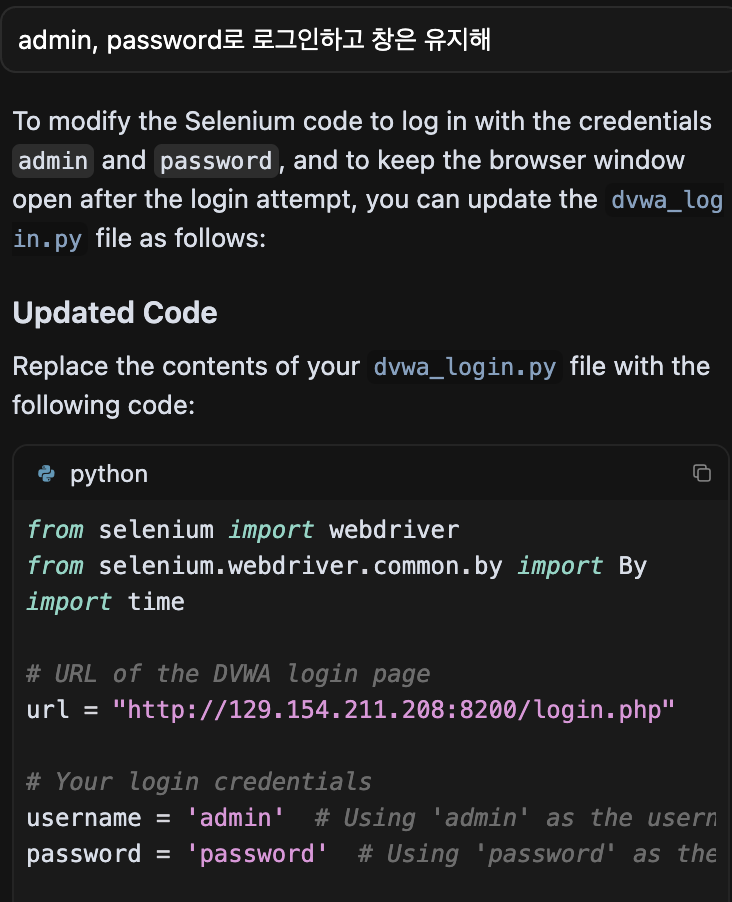 admin, password로 로그인하고 창은 유지해
To modify the Selenium code to log in with the credentials
admin and password, and to keep the browser window
open after the login attempt, you can update the dvwa_log
in.py file as follows:
Updated Code
Replace the contents of your dvwa_login.py file with the
following code:
python
from selenium import webdriver
from selenium.webdriver.common.by import By
import time
# URL of the DVWA login page
url = "http://129.154.211.208:8200/login.php"
# Your login credentials
username = 'admin'  # Using 'admin' as the usern
password = 'password'  # Using 'password' as the